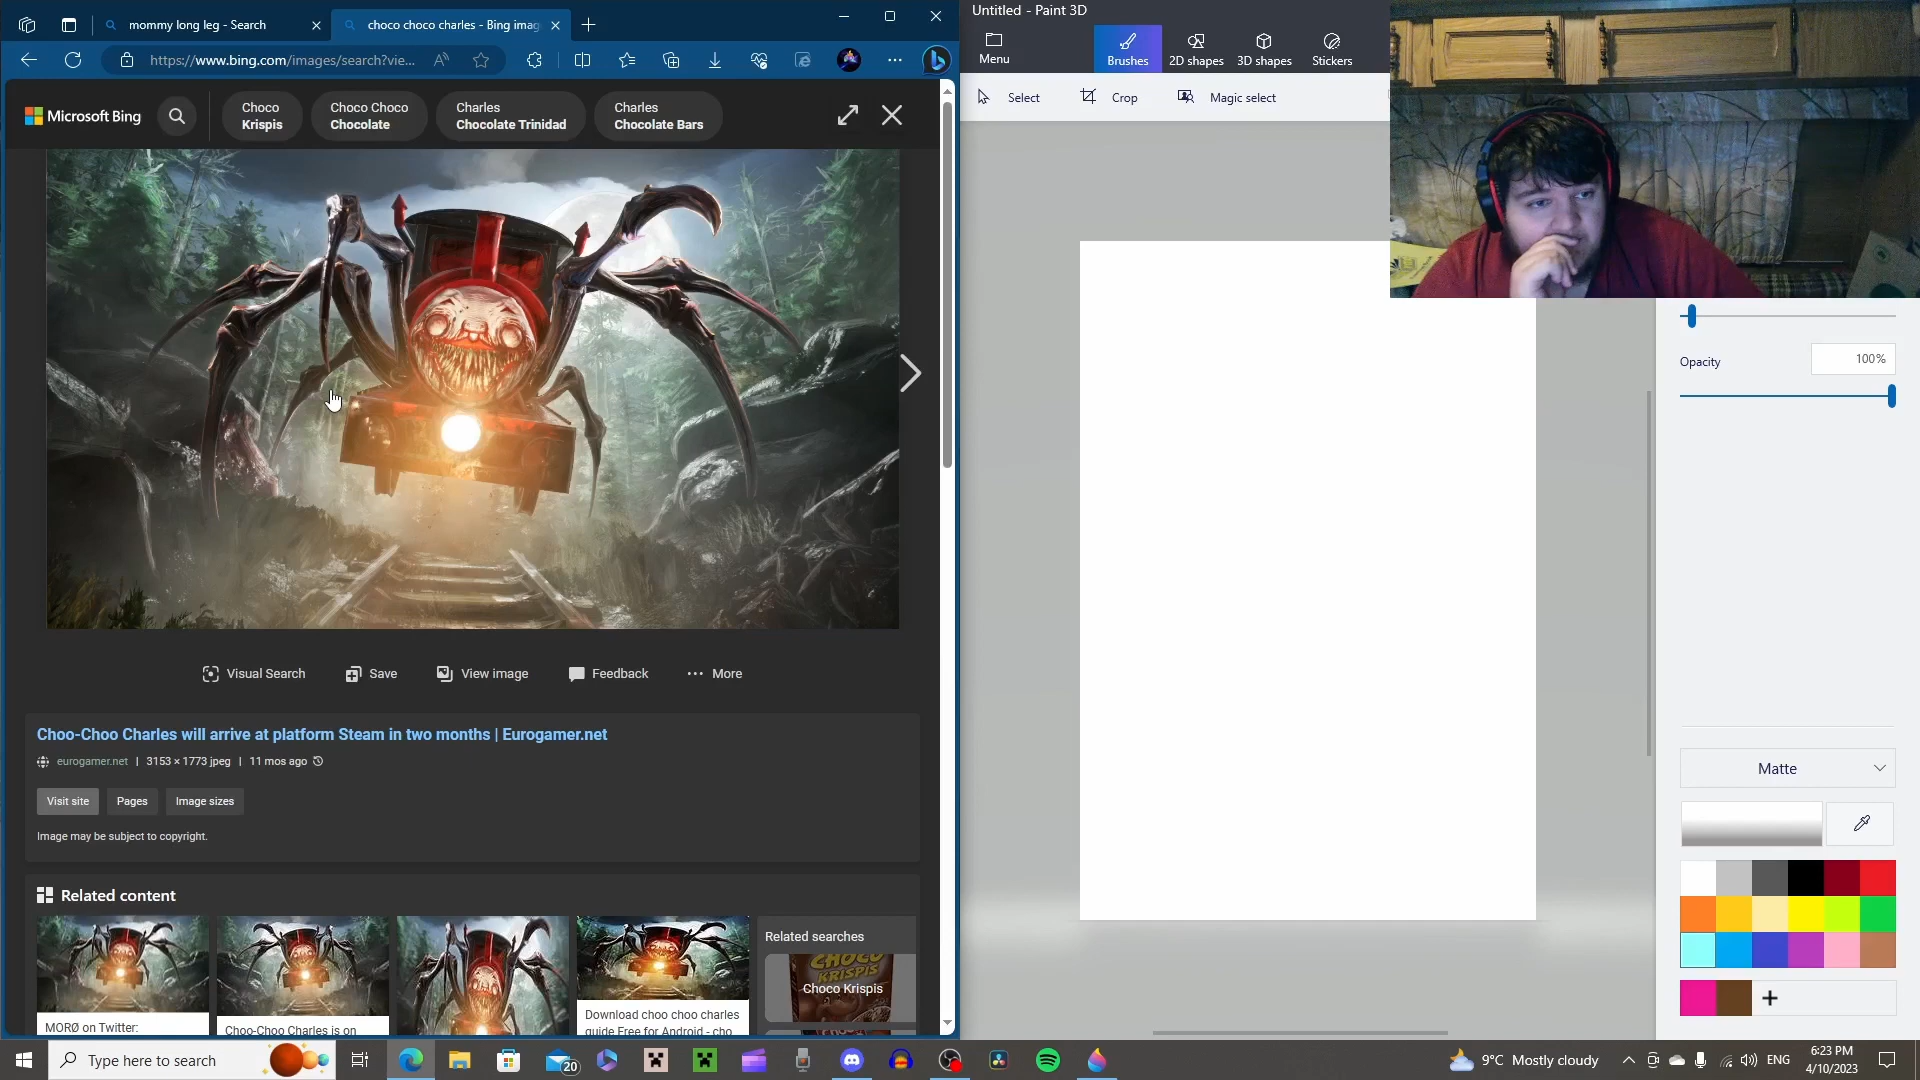 mommy long leg - Search
choco choco charles - Bing imag
Untitled - Paint 3D
https://www.bing.com/images/search?vie...
Menu
Brushes
2D shapes
3D shapes
Stickers
Select
Crop
Magic select
Microsoft Bing
Choco
Krispis
Choco Choco
Chocolate
Charles
Chocolate Trinidad
Charles
Chocolate Bars
Opacity
100%
Visual Search
Save
View image
Feedback
More
Choo-Choo Charles will arrive at platform Steam in two months | Eurogamer.net
eurogamer.net | 3153 × 1773 jpeg | 11 mos ago
Visit site
Pages
Image sizes
Image may be subject to copyright.
Matte
Related content
Related searches
CHOCO
KRISPIS
Choco Krispis
MORØ on Twitter:
Choo-Choo Charles is on
Download choo choo charles
guide Free for Android - cho
Type here to search
20
9°C Mostly cloudy
ENG
6:23 PM
4/10/2023